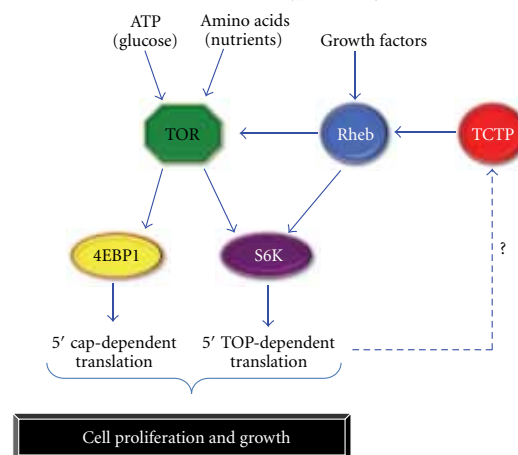 ATP
(glucose)
Amino acids
(nutrients)
Growth factors
TOR
Rheb
TCTP
4EBP1
S6K
?
5′ cap-dependent
translation
5′ TOP-dependent
translation
Cell proliferation and growth